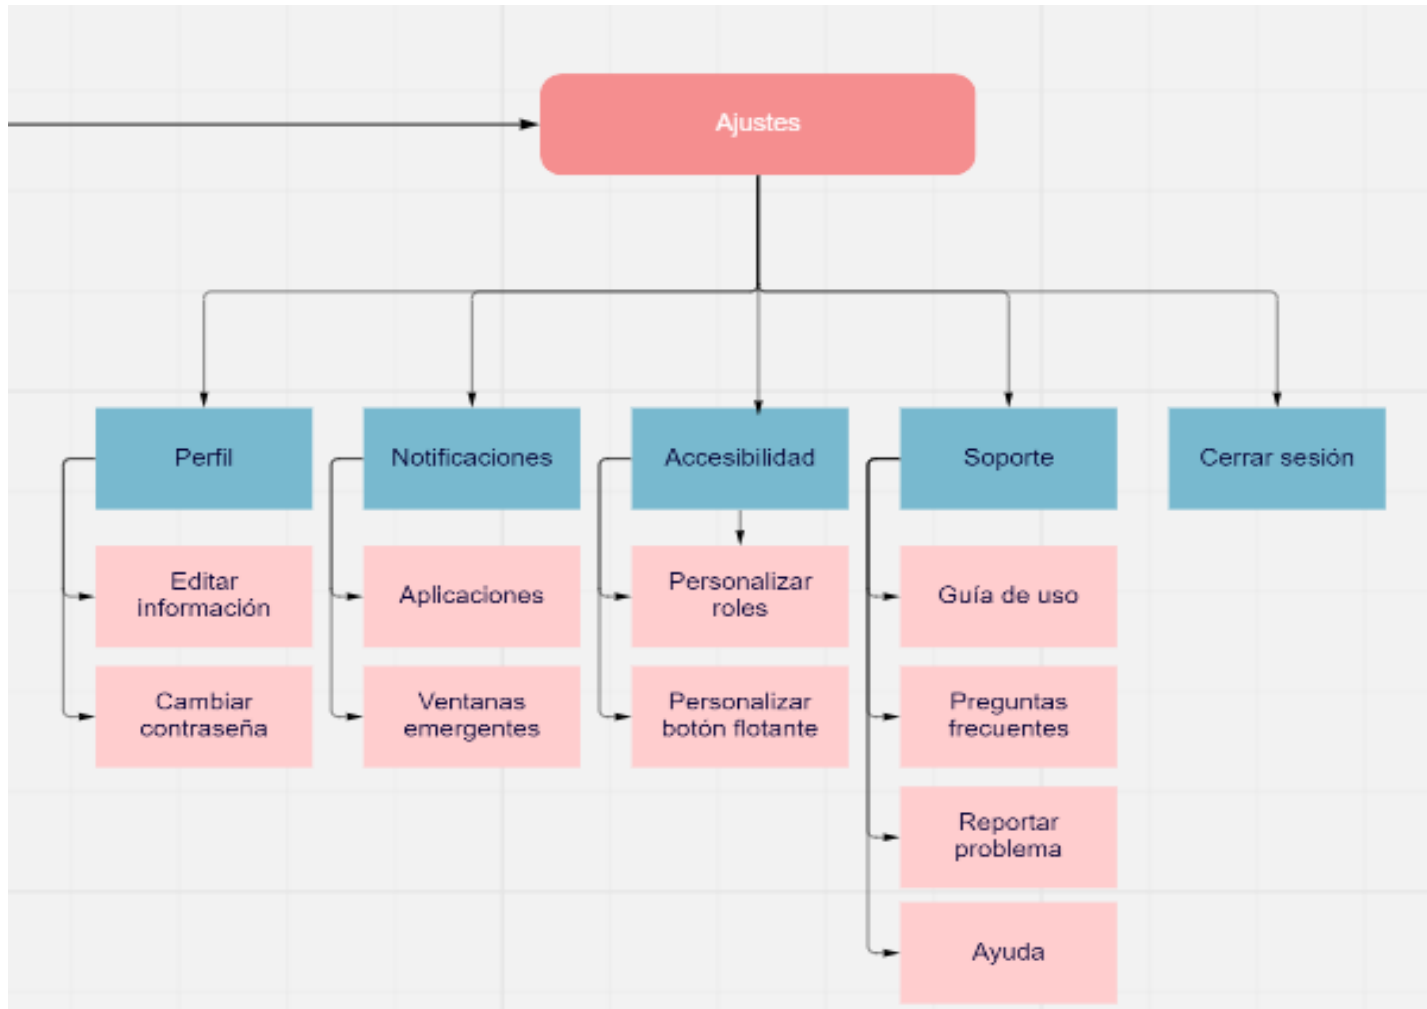 Ajustes
Perfil
Notificaciones
Accesibilidad
Soporte
Cerrar sesión
Editar
información
Aplicaciones
Personalizar
roles
Guía de uso
Cambiar
contraseña
Ventanas
emergentes
Personalizar
botón flotante
Preguntas
frecuentes
Reportar
problema
Ayuda